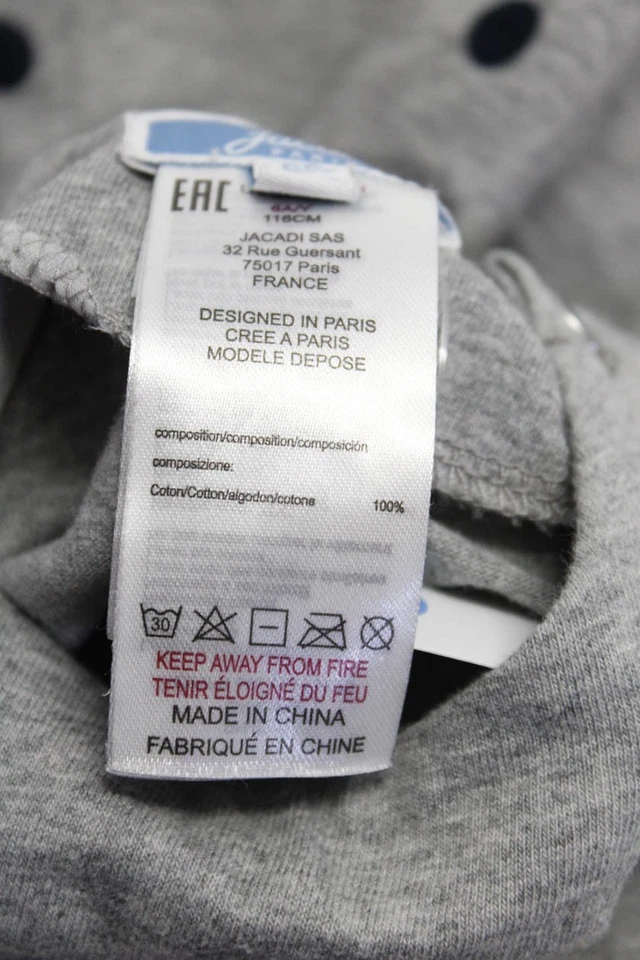 EAC
6A/Y
116CM
JACADI SAS
32 Rue Guersant
75017 Paris
FRANCE
DESIGNED IN PARIS
CREE A PARIS
MODELE DEPOSE
composition/composition/composición
composizione:
Coton/Cotton/algodon/cotone 100%
30
KEEP AWAY FROM FIRE
TENIR ÉLOIGNÉ DU FEU
MADE IN CHINA
FABRIQUÉ EN CHINE